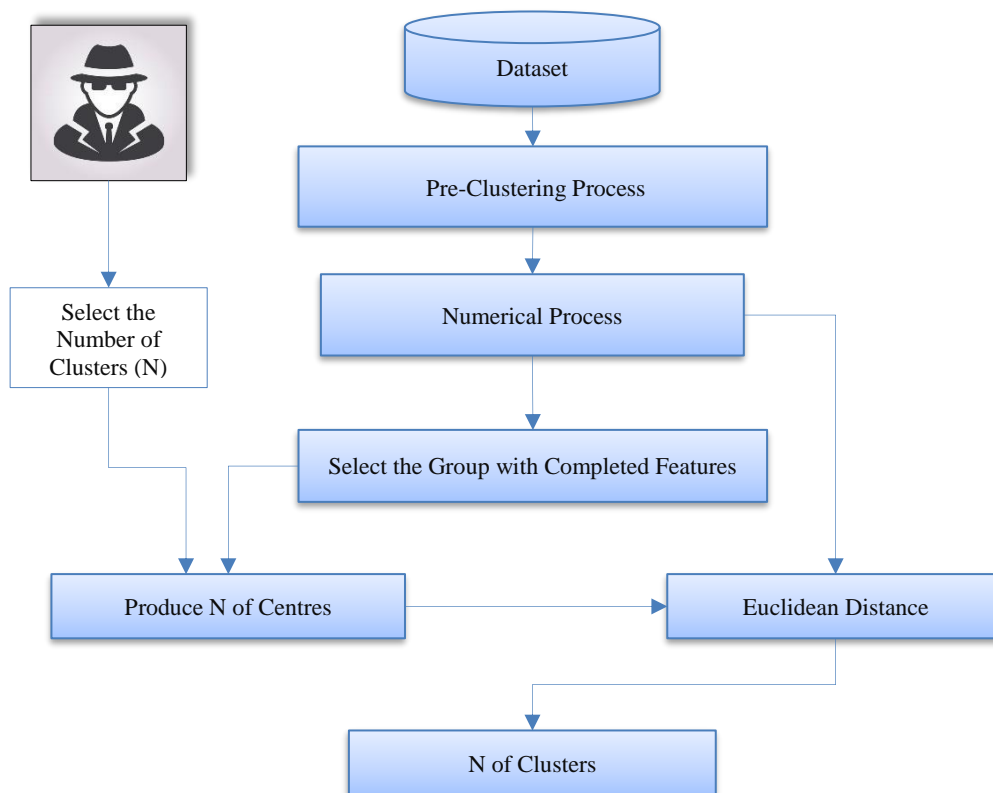 Dataset
Pre-Clustering Process
Numerical Process
Select the
Number of
Clusters (N)
Select the Group with Completed Features
Produce N of Centres
Euclidean Distance
N of Clusters